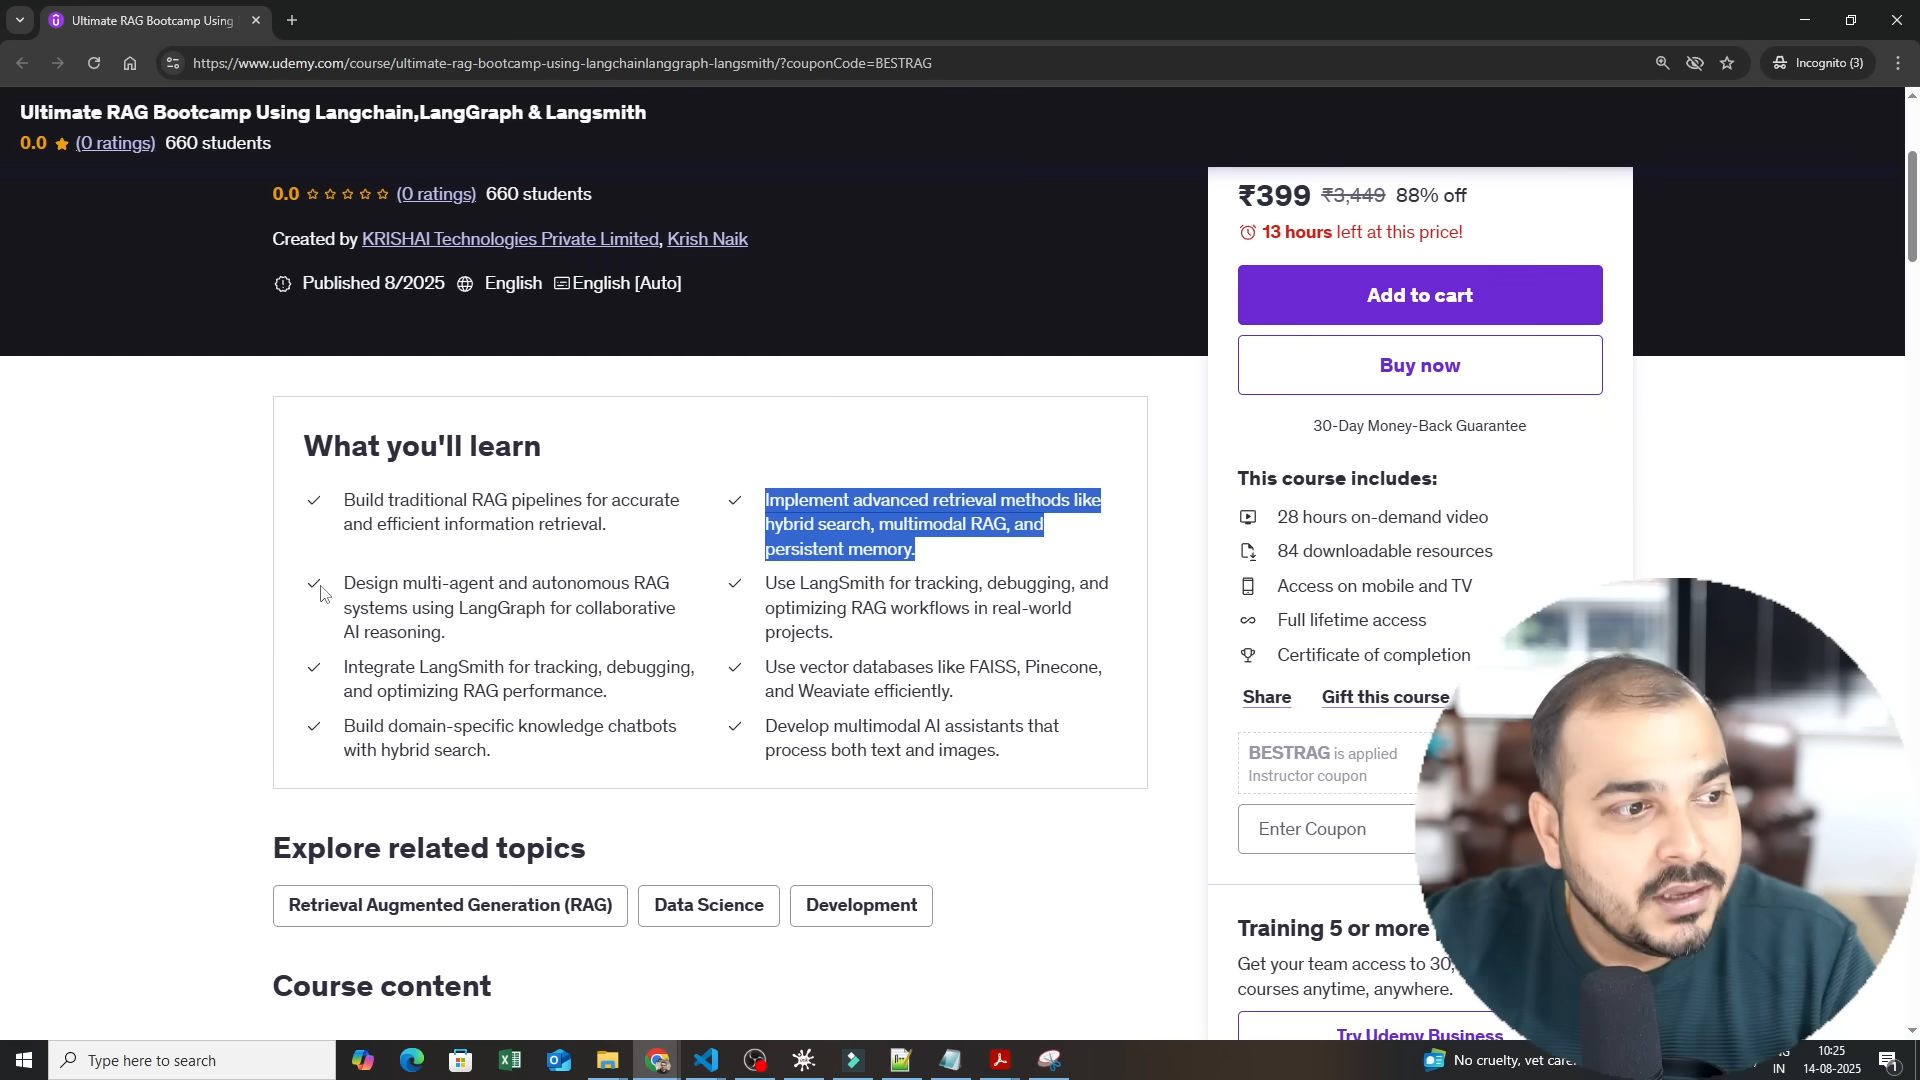 Ultimate RAG Bootcamp Using
https://www.udemy.com/course/ultimate-rag-bootcamp-using-langchainlanggraph-langsmith/?couponCode=BESTRAG
Incognito (3)
Ultimate RAG Bootcamp Using Langchain,LangGraph & Langsmith
0.0 (0 ratings) 660 students
0.0 (0 ratings) 660 students
Created by KRISHAI Technologies Private Limited, Krish Naik
Published 8/2025 English English [Auto]
₹399 ₹3,449 88% off
13 hours left at this price!
Add to cart
Buy now
30-Day Money-Back Guarantee
This course includes:
28 hours on-demand video
84 downloadable resources
Access on mobile and TV
Full lifetime access
Certificate of completion
Share Gift this course
BESTRAG is applied
Instructor coupon
Enter Coupon
Training 5 or more
Get your team access to 30,
courses anytime, anywhere.
Try Udemy Business
What you'll learn
Build traditional RAG pipelines for accurate
and efficient information retrieval.
Implement advanced retrieval methods like
hybrid search, multimodal RAG, and
persistent memory.
Design multi-agent and autonomous RAG
systems using LangGraph for collaborative
AI reasoning.
Use LangSmith for tracking, debugging, and
optimizing RAG workflows in real-world
projects.
Integrate LangSmith for tracking, debugging,
and optimizing RAG performance.
Use vector databases like FAISS, Pinecone,
and Weaviate efficiently.
Build domain-specific knowledge chatbots
with hybrid search.
Develop multimodal AI assistants that
process both text and images.
Explore related topics
Retrieval Augmented Generation (RAG)
Data Science
Development
Course content
Type here to search
No cruelty, vet care
IN
10:25
14-08-2025
1